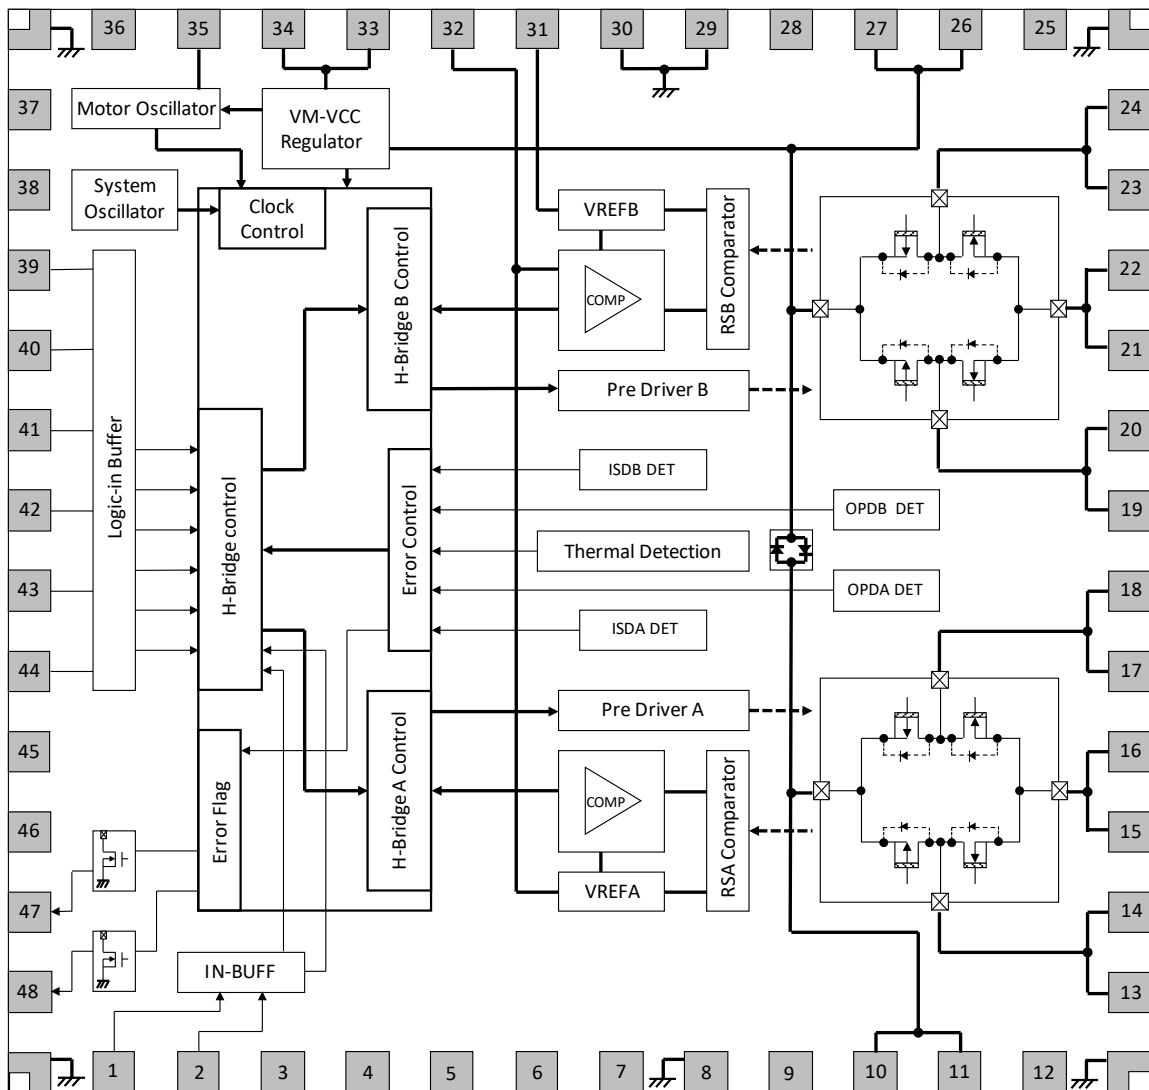 36
35
34
33
32
31
30
29
28
27
26
25
37
Motor Oscillator
VM-VCC
Regulator
24
38
System
Oscillator
Clock
Control
VREFB
23
39
H-Bridge B Control
COMP
RSB Comparator
22
40
21
Pre Driver B
41
Logic-in Buffer
20
ISDB DET
42
H-Bridge control
Error Control
OPDB DET
19
Thermal Detection
43
OPDA DET
18
ISDA DET
44
17
Pre Driver A
45
Error Flag
H-Bridge A Control
COMP
RSA Comparator
16
46
15
VREFA
47
14
48
IN-BUFF
13
1
2
3
4
5
6
7
8
9
10
11
12